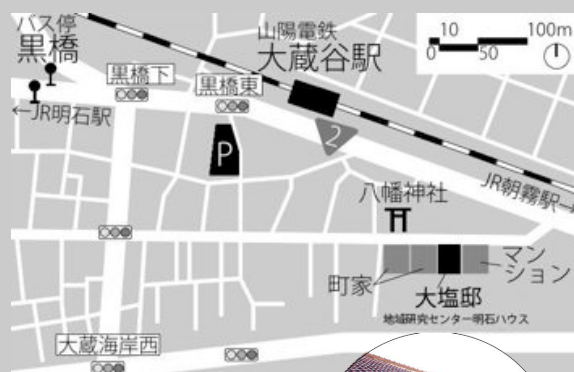 バス停
黒橋
山陽電鉄
大蔵谷駅
10
100m
0
50
黒橋下
黒橋東
←JR明石駅
P
2
JR朝霧駅→
八幡神社
町家
マン
ション
大塩邸
地域研究センター明石ハウス
大蔵海岸西